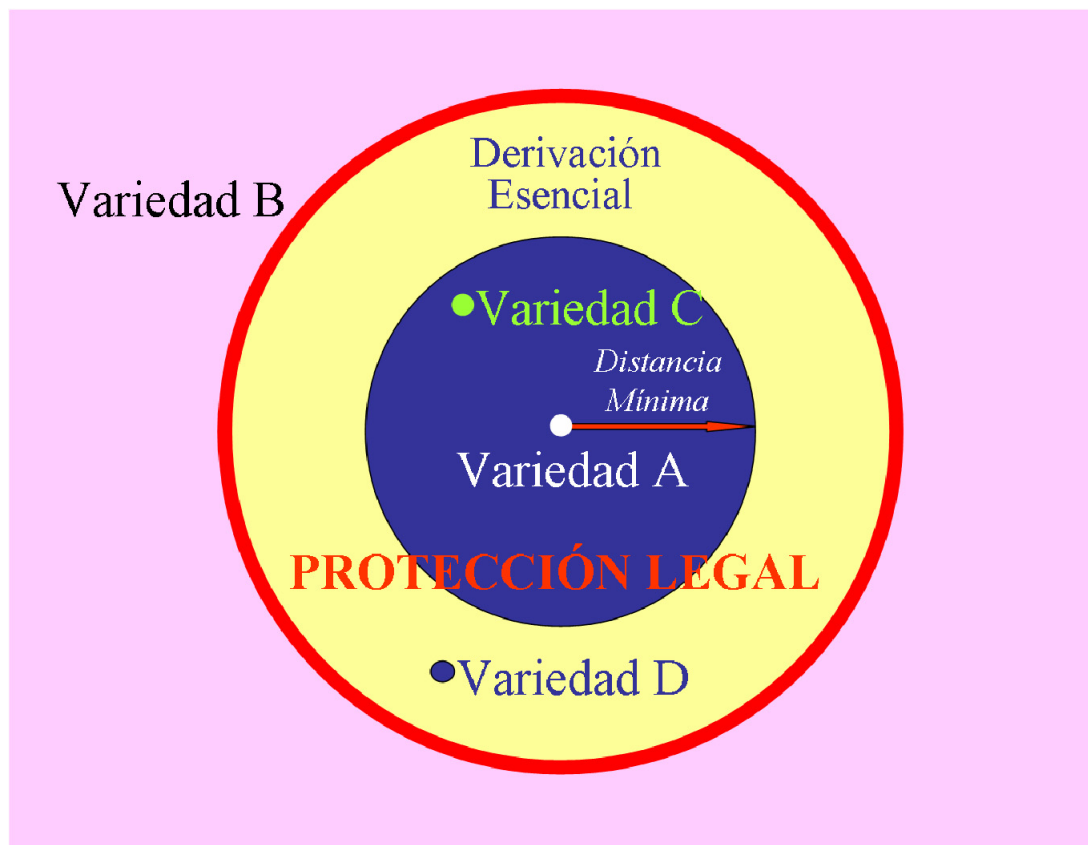 Derivación
Esencial
Variedad B
Variedad C
Distancia
Mínima
Variedad A
PROTECCIÓN LEGAL
Variedad D